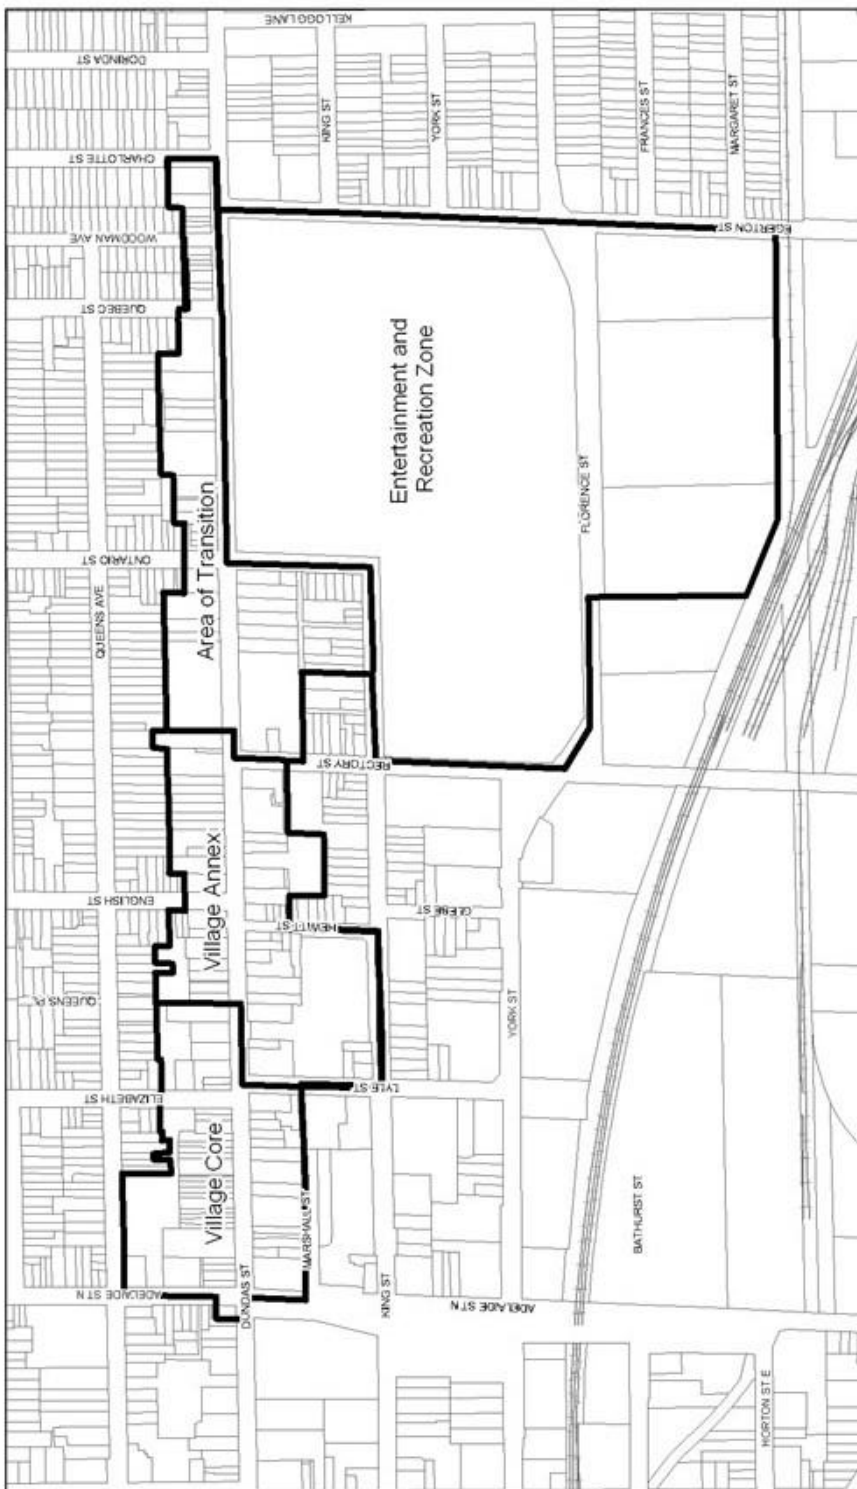 KELLOGG LANE
DORINDA ST
KING ST
YORK ST
FRANCES ST
MARGARET ST
CHARLOTTE ST
WOODMAN AVE
EGERTON ST
QUEBEC ST
Entertainment and
Recreation Zone
FLORENCE ST
Area of Transition
ONTARIO ST
QUEENS AVE
RECTORY ST
Village Annex
ENGLISH ST
HEWITT ST
GLEBE ST
QUEENS PL
YORK ST
LYLE ST
ELIZABETH ST
Village Core
MARSHALL ST
BATHURST ST
ADELAIDE ST N
DUNDAS ST
KING ST
ADELAIDE ST N
HORTON ST E